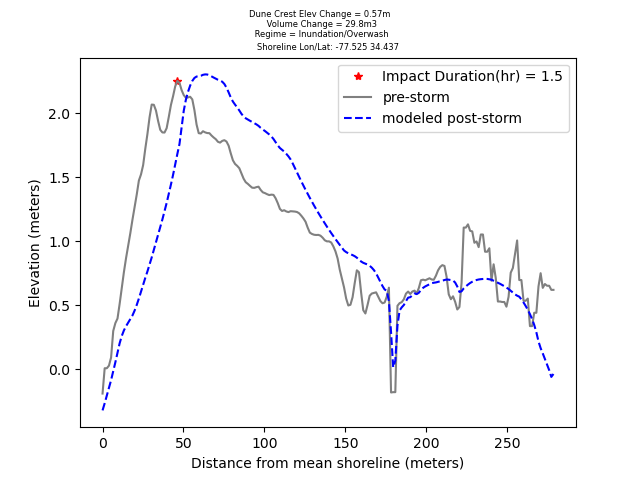 Dune Crest Elev Change = 0.57m
Volume Change = 29.8m3
Regime = Inundation/Overwash
Shoreline Lon/Lat: -77.525 34.437
Impact Duration(hr) = 1.5
pre-storm
modeled post-storm
Elevation (meters)
2.0
1.5
1.0
0.5
0.0
0 50 100 150 200 250
Distance from mean shoreline (meters)